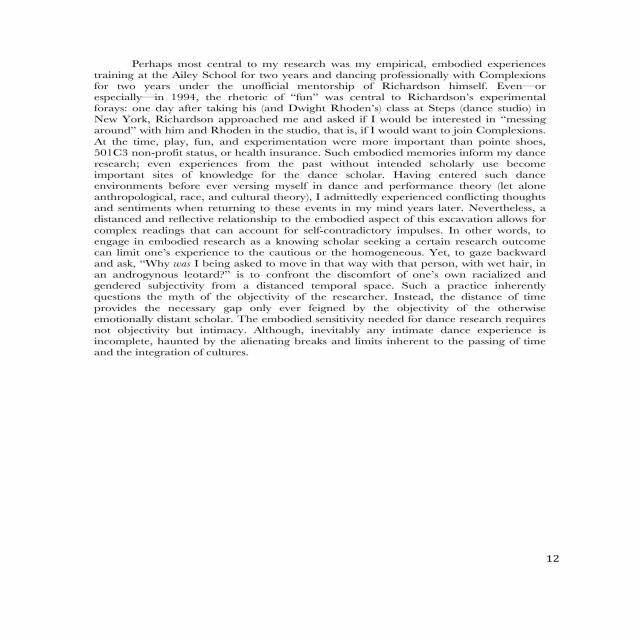 Perhaps most central to my research was my empirical, embodied experiences
training at the Ailey School for two years and dancing professionally with Complexions
for two years under the unofficial mentorship of Richardson himself. Even—or
especially—in 1994, the rhetoric of “fun” was central to Richardson’s experimental
forays: one day after taking his (and Dwight Rhoden’s) class at Steps (dance studio) in
New York, Richardson approached me and asked if I would be interested in “messing
around” with him and Rhoden in the studio, that is, if I would want to join Complexions.
At the time, play, fun, and experimentation were more important than pointe shoes,
501C3 non-profit status, or health insurance. Such embodied memories inform my dance
research; even experiences from the past without intended scholarly use become
important sites of knowledge for the dance scholar. Having entered such dance
environments before ever versing myself in dance and performance theory (let alone
anthropological, race, and cultural theory), I admittedly experienced conflicting thoughts
and sentiments when returning to these events in my mind years later. Nevertheless, a
distanced and reflective relationship to the embodied aspect of this excavation allows for
complex readings that can account for self-contradictory impulses. In other words, to
engage in embodied research as a knowing scholar seeking a certain research outcome
can limit one’s experience to the cautious or the homogeneous. Yet, to gaze backward
and ask, “Why was I being asked to move in that way with that person, with wet hair, in
an androgynous leotard?” is to confront the discomfort of one’s own racialized and
gendered subjectivity from a distanced temporal space. Such a practice inherently
questions the myth of the objectivity of the researcher. Instead, the distance of time
provides the necessary gap only ever feigned by the objectivity of the otherwise
emotionally distant scholar. The embodied sensitivity needed for dance research requires
not objectivity but intimacy. Although, inevitably any intimate dance experience is
incomplete, haunted by the alienating breaks and limits inherent to the passing of time
and the integration of cultures.
12